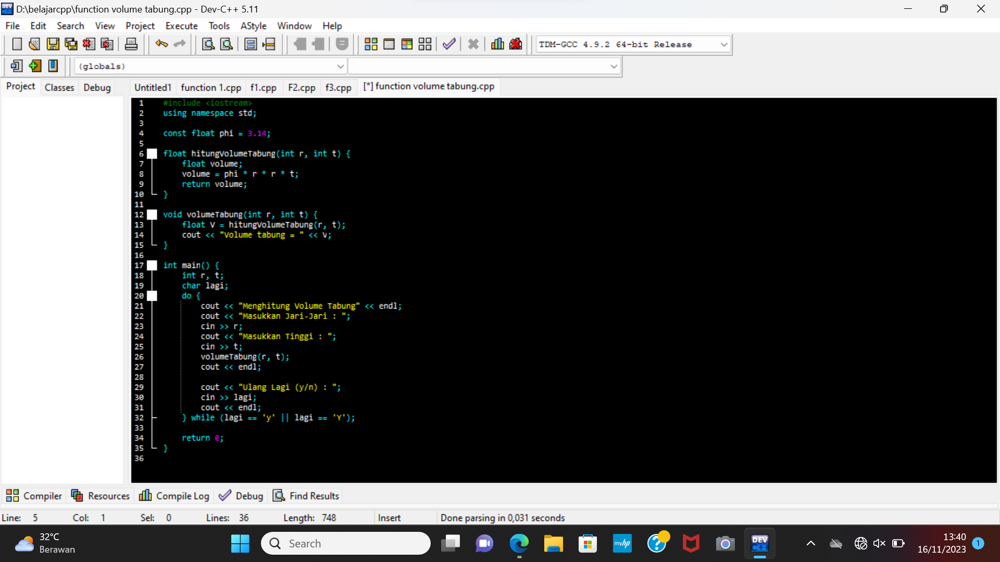 D:\belajarcpp\function volume tabung.cpp - Dev-C++ 5.11
File Edit Search View Project Execute Tools AStyle Window Help
TDM-GCC 4.9.2 64-bit Release
(globals)
Project Classes Debug
Untitled1 function 1.cpp f1.cpp F2.cpp f3.cpp [*] function volume tabung.cpp
1 #include <iostream>
2 using namespace std;
3
4 const float phi = 3.14;
5
6 float hitungVolumeTabung(int r, int t) {
7 float volume;
8 volume = phi * r * r * t;
9 return volume;
10 }
11
12 void volumeTabung(int r, int t) {
13 float V = hitungVolumeTabung(r, t);
14 cout << "Volume tabung = " << V;
15 }
16
17 int main() {
18 int r, t;
19 char lagi;
20 do {
21 cout << "Menghitung Volume Tabung" << endl;
22 cout << "Masukkan Jari-Jari : ";
23 cin >> r;
24 cout << "Masukkan Tinggi : ";
25 cin >> t;
26 volumeTabung(r, t);
27 cout << endl;
28
29 cout << "Ulang Lagi (y/n) : ";
30 cin >> lagi;
31 cout << endl;
32 } while (lagi == 'y' || lagi == 'Y');
33
34 return 0;
35 }
36
Compiler Resources Compile Log Debug Find Results
Line: 5 Col: 1 Sel: 0 Lines: 36 Length: 748 Insert Done parsing in 0,031 seconds
32°C
Berawan
Search
myhp
DEV
C++
13:40
16/11/2023
1